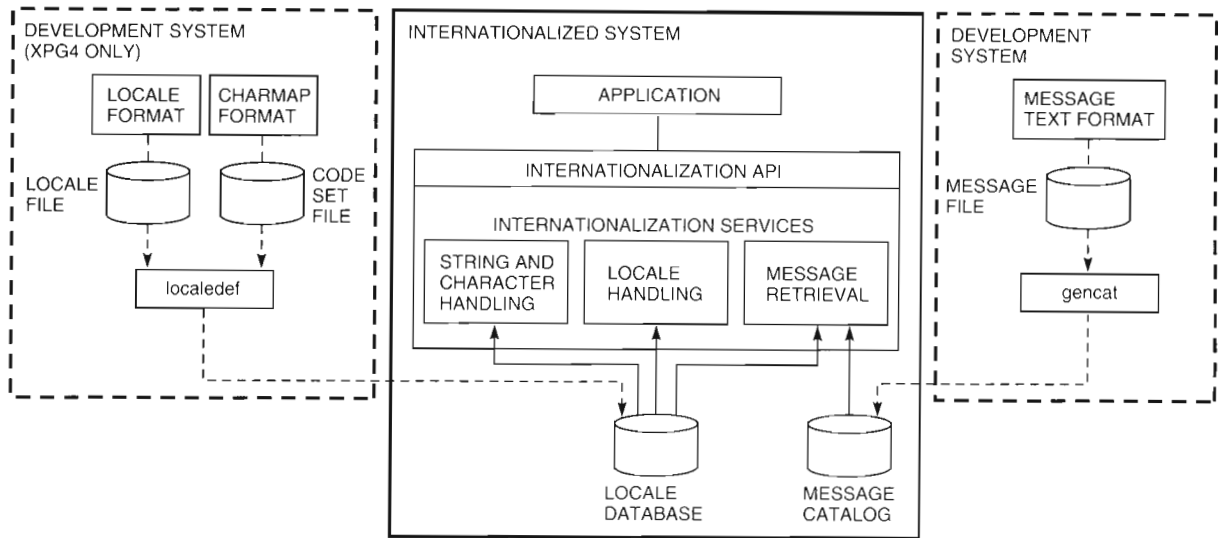 DEVELOPMENT SYSTEM
(XPG4 ONLY)
LOCALE
FORMAT
CHARMAP
FORMAT
LOCALE
FILE
CODE
SET
FILE
localedef
INTERNATIONALIZED SYSTEM
APPLICATION
INTERNATIONALIZATION API
INTERNATIONALIZATION SERVICES
STRING AND
CHARACTER
HANDLING
LOCALE
HANDLING
MESSAGE
RETRIEVAL
LOCALE
DATABASE
MESSAGE
CATALOG
DEVELOPMENT
SYSTEM
MESSAGE
TEXT FORMAT
MESSAGE
FILE
gencat